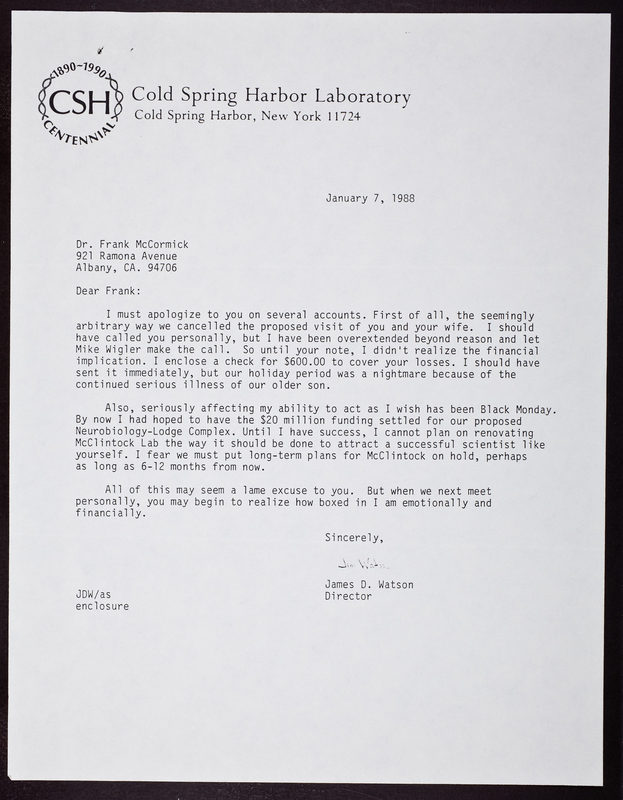 1890~1990
CSH
CENTENNIAL
Cold Spring Harbor Laboratory
Cold Spring Harbor, New York 11724
January 7, 1988
Dr. Frank McCormick
921 Ramona Avenue
Albany, CA. 94706
Dear Frank:
I must apologize to you on several accounts. First of all, the seemingly
arbitrary way we cancelled the proposed visit of you and your wife. I should
have called you personally, but I have been overextended beyond reason and let
Mike Wigler make the call. So until your note, I didn't realize the financial
implication. I enclose a check for $600.00 to cover your losses. I should have
sent it immediately, but our holiday period was a nightmare because of the
continued serious illness of our older son.
Also, seriously affecting my ability to act as I wish has been Black Monday.
By now I had hoped to have the $20 million funding settled for our proposed
Neurobiology-Lodge Complex. Until I have success, I cannot plan on renovating
McClintock Lab the way it should be done to attract a successful scientist like
yourself. I fear we must put long-term plans for McClintock on hold, perhaps
as long as 6-12 months from now.
All of this may seem a lame excuse to you. But when we next meet
personally, you may begin to realize how boxed in I am emotionally and
financially.
Sincerely,
Jim Watson
James D. Watson
Director
JDW/as
enclosure